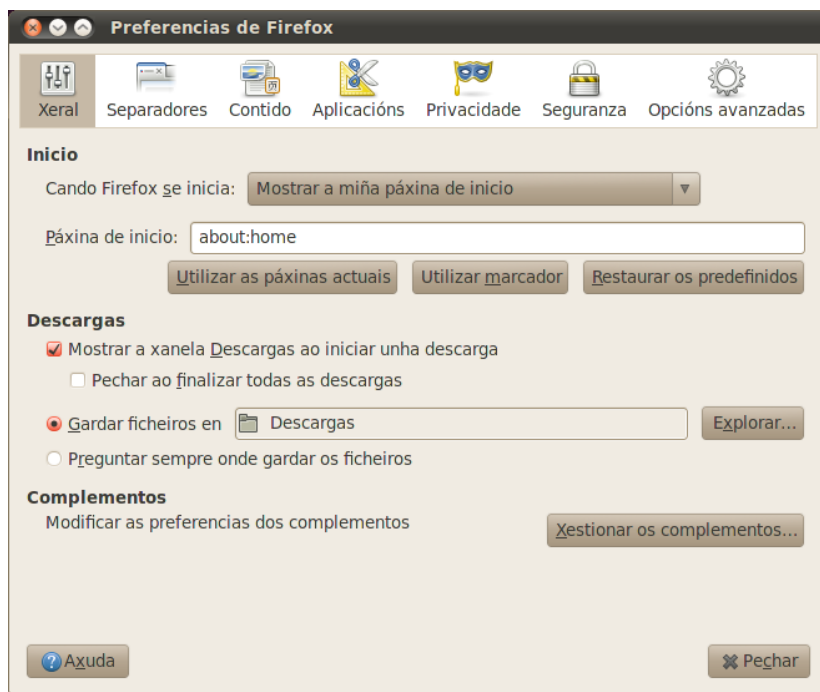 Preferencias de Firefox
Xeral Separadores Contido Aplicacións Privacidade Seguranza Opcións avanzadas
Inicio
Cando Firefox se inicia: Mostrar a miña páxina de inicio
Páxina de inicio: about:home
Utilizar as páxinas actuais Utilizar marcador Restaurar os predefinidos
Descargas
Mostrar a xanela Descargas ao iniciar unha descarga
Pechar ao finalizar todas as descargas
Gardar ficheiros en Descargas Explorar...
Preguntar sempre onde gardar os ficheiros
Complementos
Modificar as preferencias dos complementos
Xestionar os complementos...
Axuda Pechar